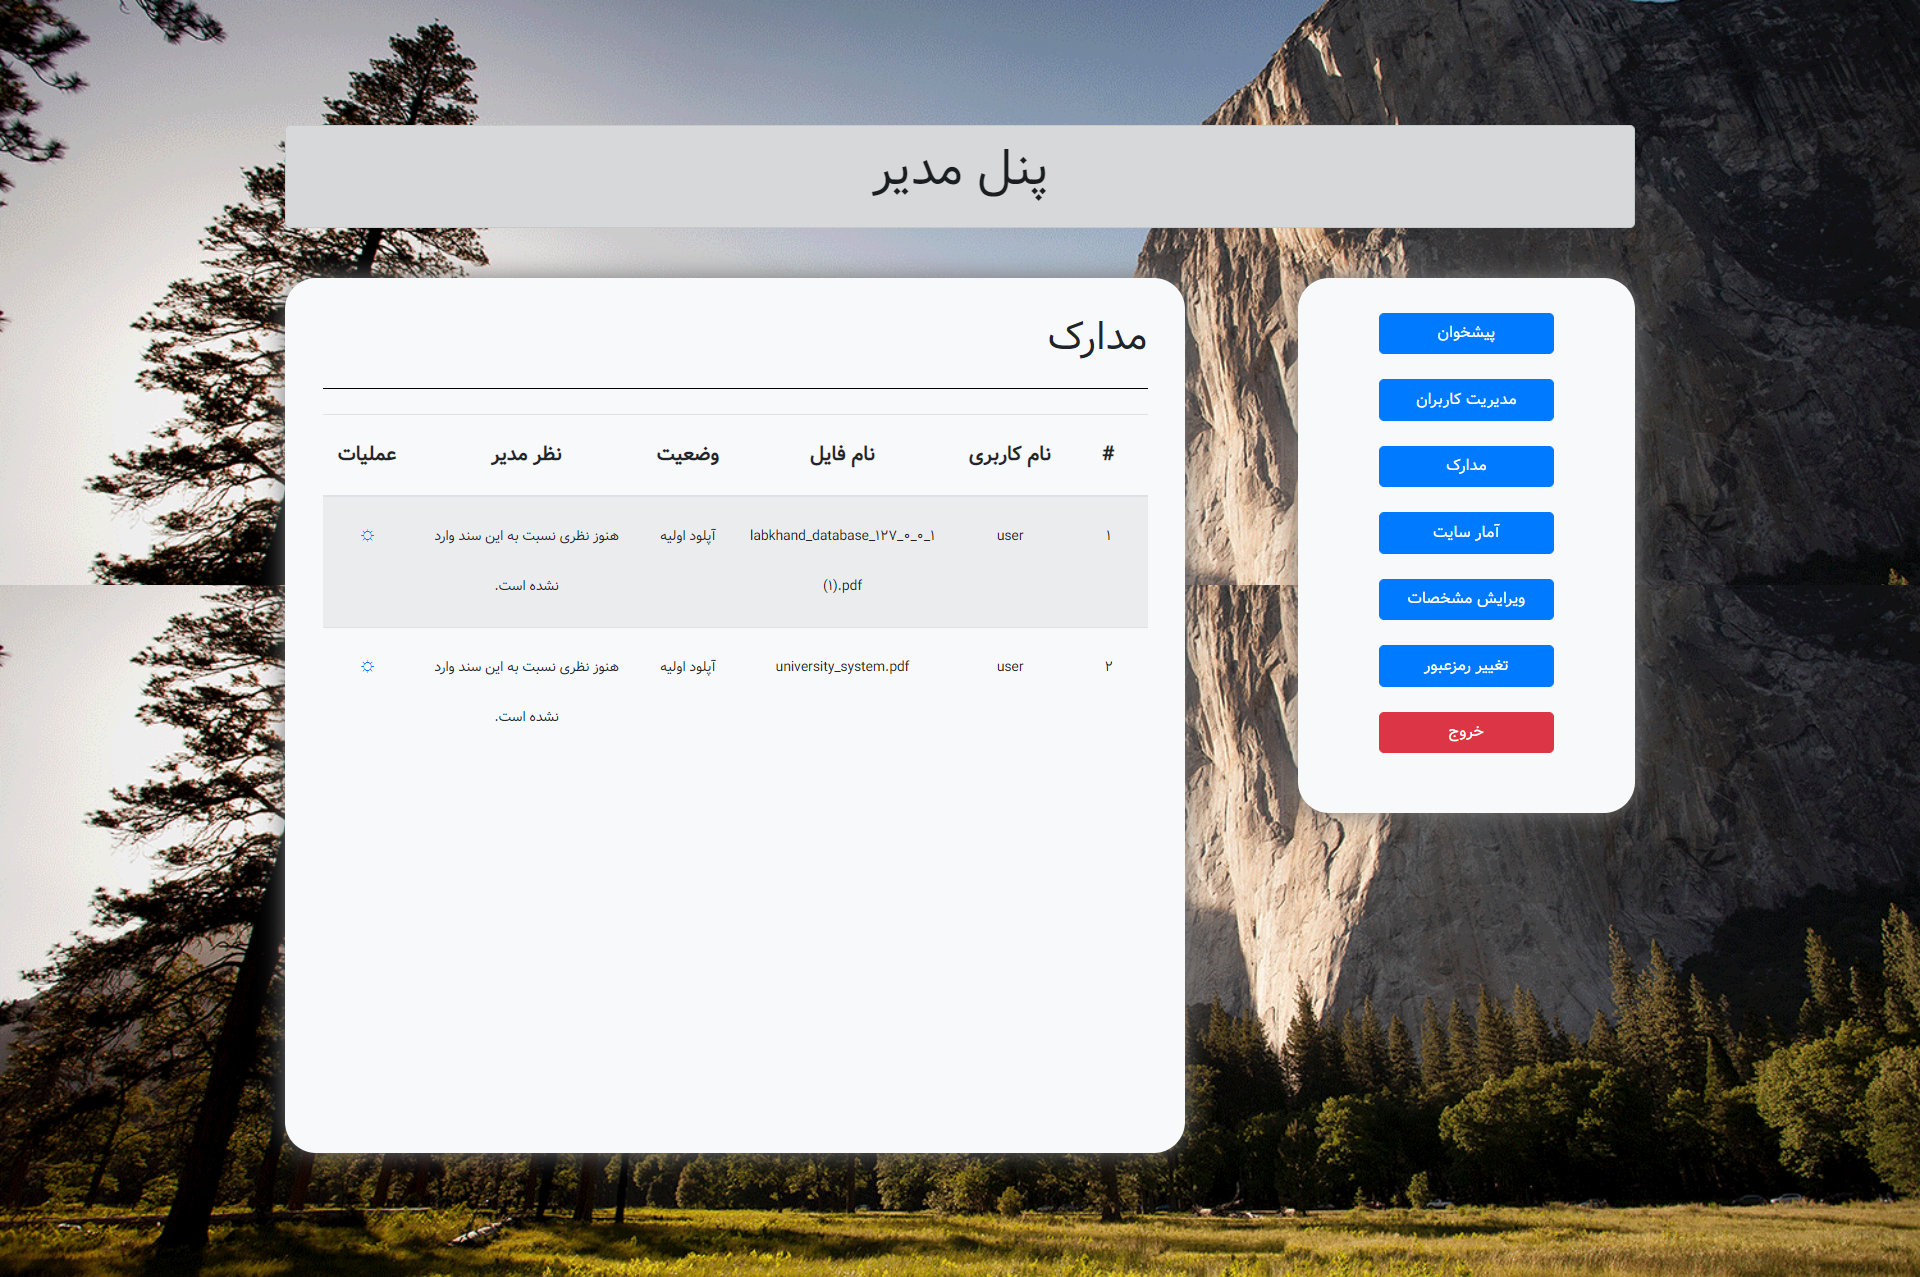 پنل مدیر
پیشخوان
مدیریت کاربران
مدارک
آمار سایت
ویرایش مشخصات
تغییر رمزعبور
خروج
مدارک
# نام کاربری نام فایل وضعیت نظر مدیر عملیات
۱ user labkhand_database_۱۲۷_۰_۰_۱ آپلود اولیه هنوز نظری نسبت به این سند وارد
(۱).pdf نشده است.
۲ user university_system.pdf آپلود اولیه هنوز نظری نسبت به این سند وارد
نشده است.